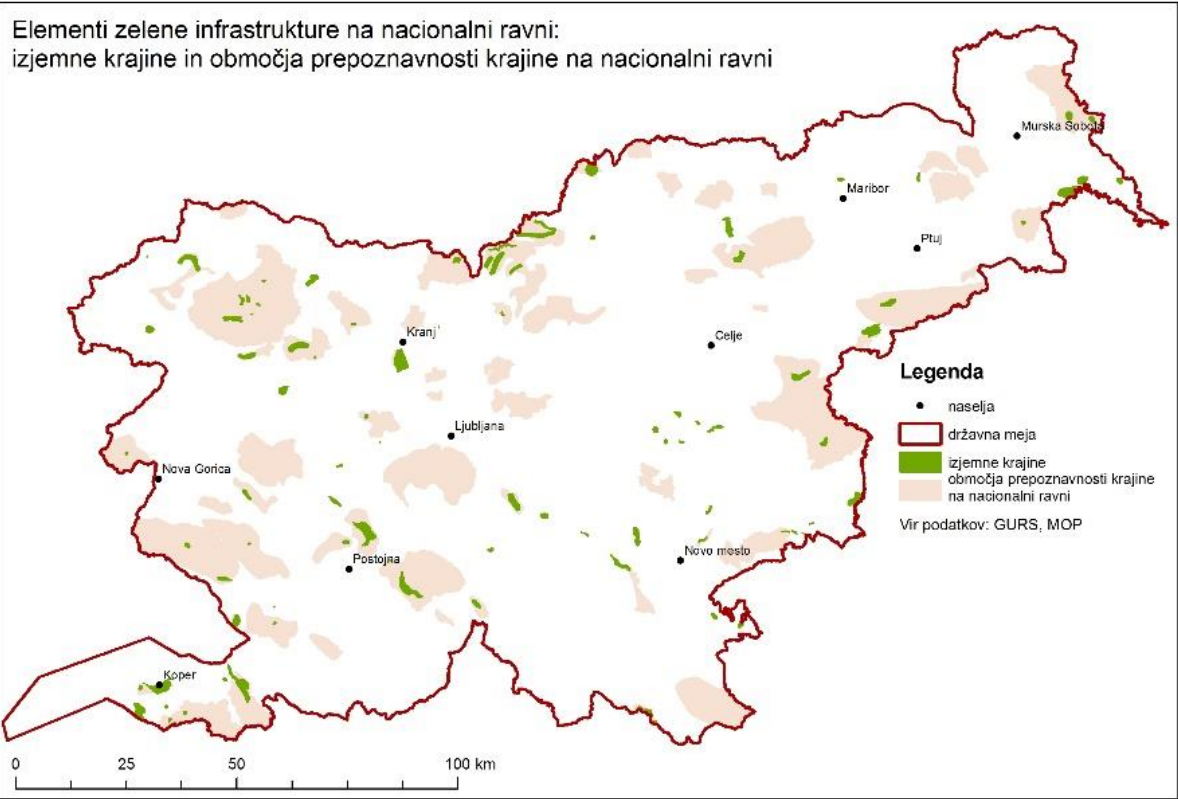 Elementi zelene infrastrukture na nacionalni ravni:
izjemne krajine in območja prepoznavnosti krajine na nacionalni ravni
Murska Sobota
Maribor
Ptuj
Kranj
Celje
Ljubljana
Nova Gorica
Postojna
Novo mesto
Koper
Legenda
naselja
državna meja
izjemne krajine
območja prepoznavnosti krajine
na nacionalni ravni
Vir podatkov: GURS, MOP
0 25 50 100 km